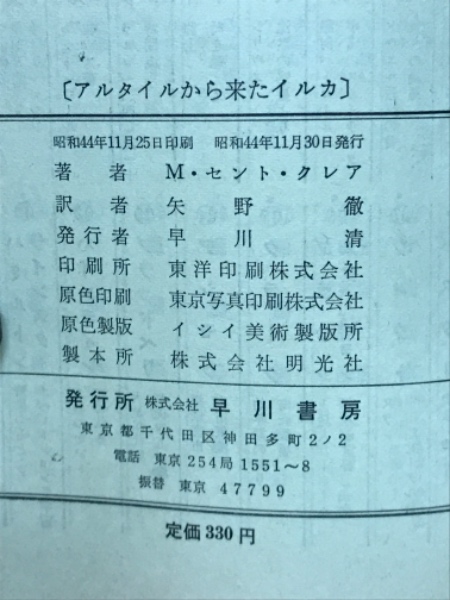 〔アルタイルから来たイルカ〕
昭和44年11月25日印刷　昭和44年11月30日発行
著者　M・セント・クレア
訳者　矢野徹
発行者　早川清
印刷所　東洋印刷株式会社
原色印刷　東京写真印刷株式会社
原色製版　イシイ美術製版所
製本所　株式会社明光社
発行所　株式会社　早川書房
東京都千代田区神田多町2ノ2
電話　東京254局1551〜8
振替　東京　47799
定価330円